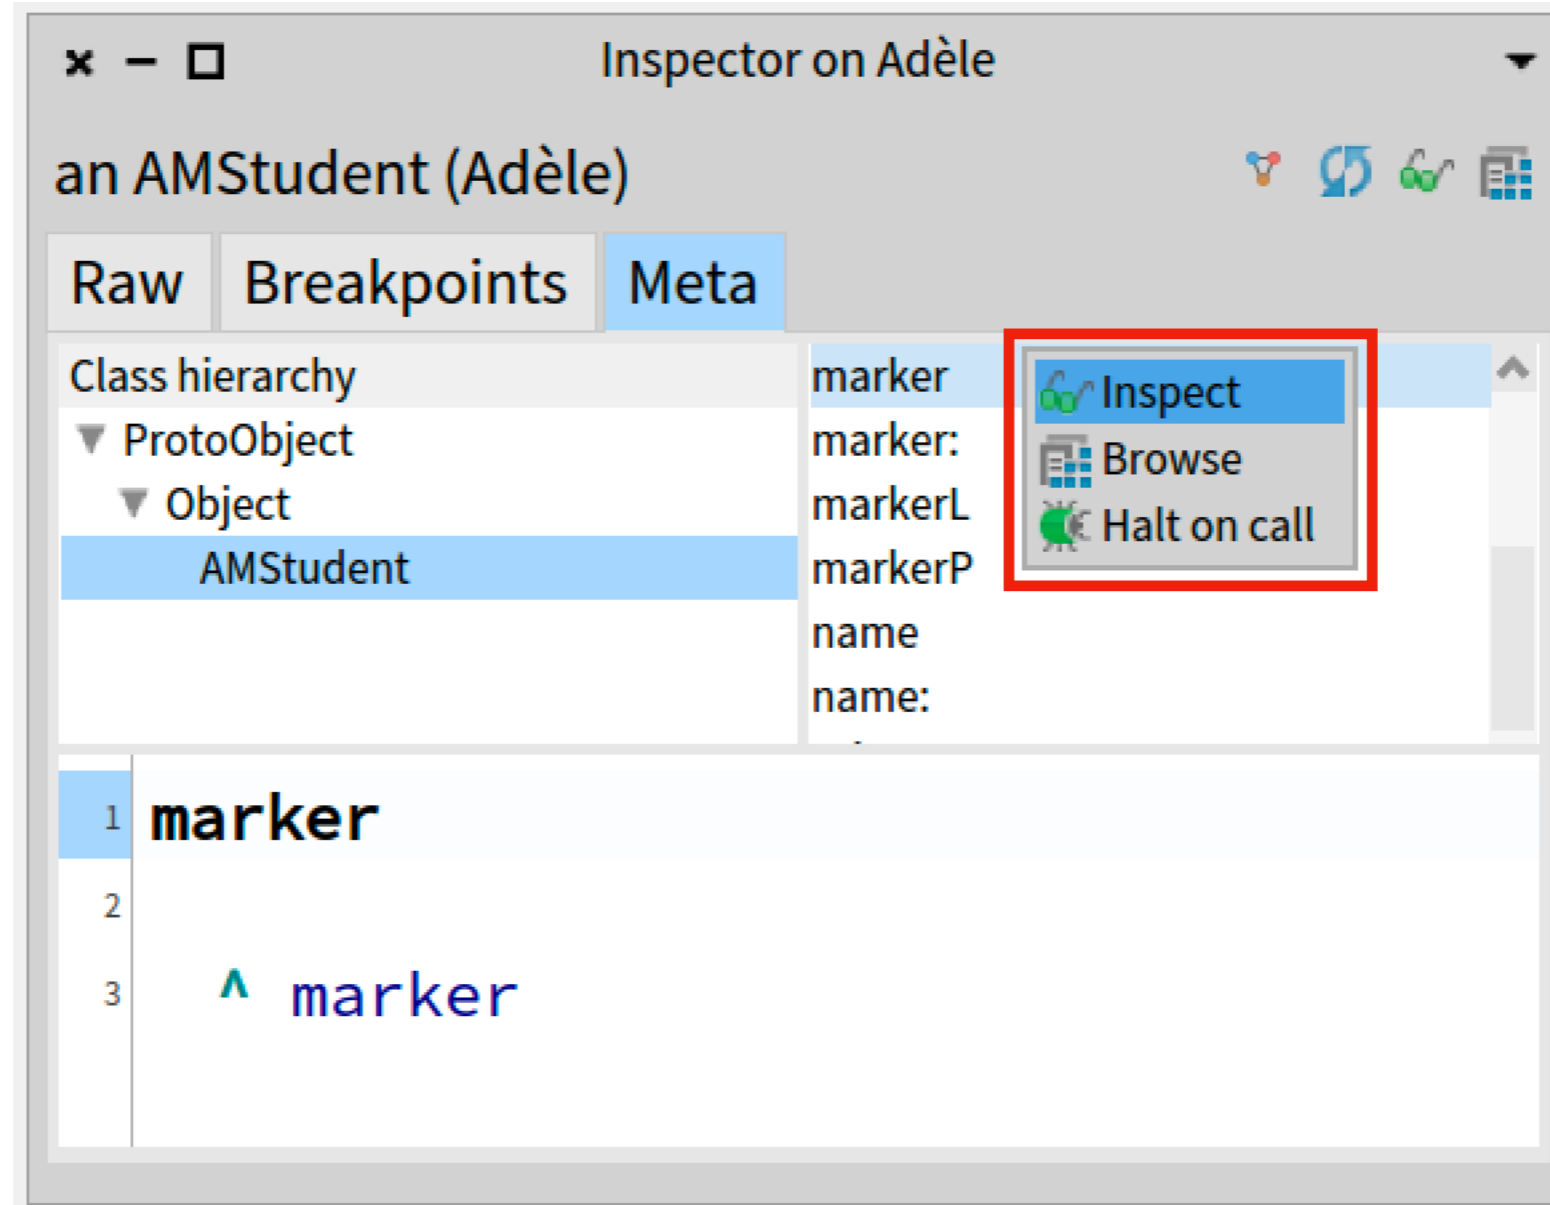 Inspector on Adèle
an AMStudent (Adèle)
Raw Breakpoints Meta
Class hierarchy
ProtoObject
Object
AMStudent
marker
marker:
markerL
markerP
name
name:
Inspect
Browse
Halt on call
1 marker
2
3 ^ marker